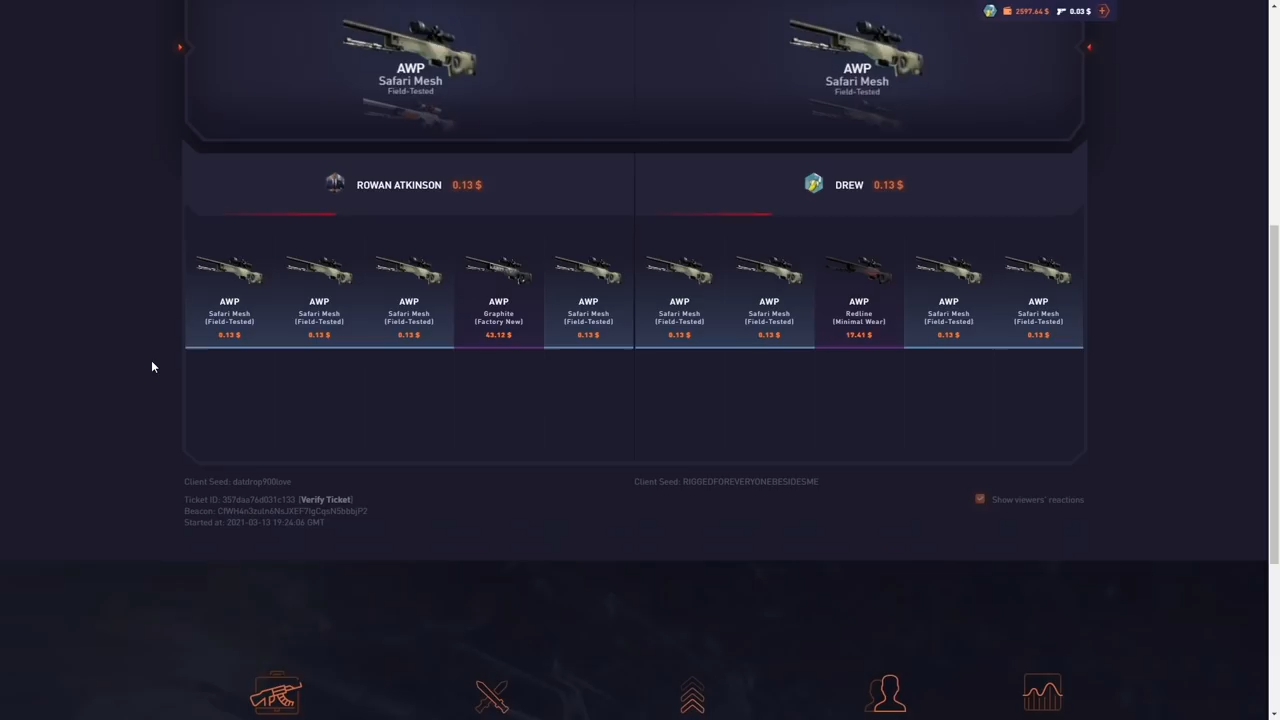 2597.64 $ 0.03 $
AWP
Safari Mesh
Field-Tested
AWP
Safari Mesh
Field-Tested
ROWAN ATKINSON 0.13 $
DREW 0.13 $
AWP
Safari Mesh
(Field-Tested)
0.13 $
AWP
Safari Mesh
(Field-Tested)
0.13 $
AWP
Safari Mesh
(Field-Tested)
0.13 $
AWP
Graphite
(Factory New)
43.12 $
AWP
Safari Mesh
(Field-Tested)
0.13 $
AWP
Safari Mesh
(Field-Tested)
0.13 $
AWP
Safari Mesh
(Field-Tested)
0.13 $
AWP
Redline
(Minimal Wear)
17.41 $
AWP
Safari Mesh
(Field-Tested)
0.13 $
AWP
Safari Mesh
(Field-Tested)
0.13 $
Client Seed: datdrop900love
Client Seed: RIGGEDFOREVERYONEBESIDESME
Ticket ID: 357daa76d031c133 [Verify Ticket]
Show viewers' reactions
Beacon:
Started at: 2021-03-13 19:24:06 GMT